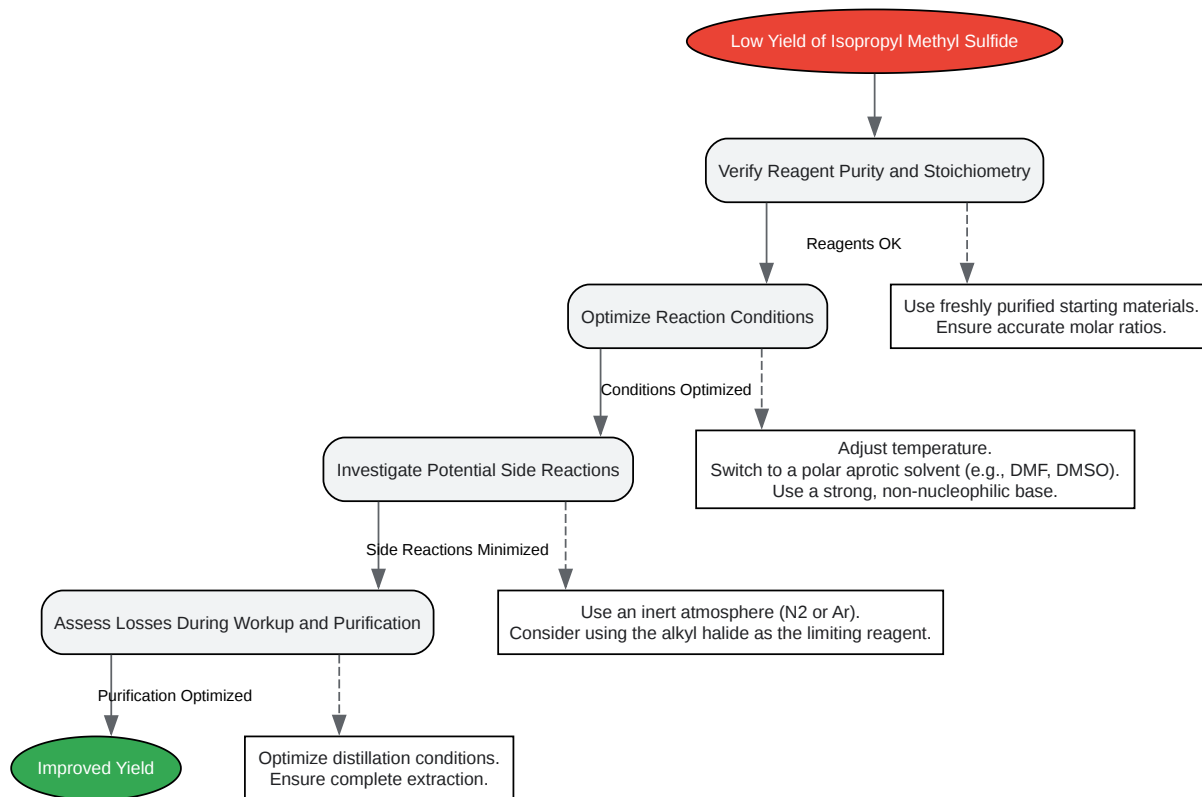 Low Yield of Isopropyl Methyl Sulfide
Verify Reagent Purity and Stoichiometry
Reagents OK
Optimize Reaction Conditions
Use freshly purified starting materials.
Ensure accurate molar ratios.
Conditions Optimized
Investigate Potential Side Reactions
Adjust temperature.
Switch to a polar aprotic solvent (e.g., DMF, DMSO).
Use a strong, non-nucleophilic base.
Side Reactions Minimized
Assess Losses During Workup and Purification
Use an inert atmosphere (N2 or Ar).
Consider using the alkyl halide as the limiting reagent.
Purification Optimized
Improved Yield
Optimize distillation conditions.
Ensure complete extraction.